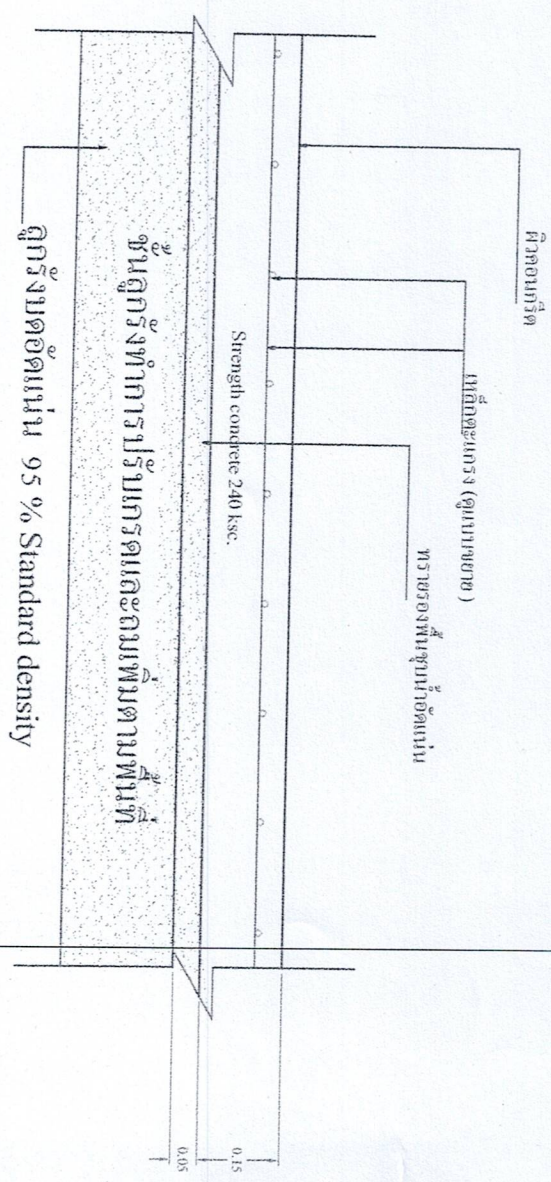 ผิวคอนกรีต
เหล็กตะแกรง (ดูแบบขยาย )
ทรายรองพื้นชุบน้ำอัดแน่น
Strength concrete 240 ksc.
0.15
0.05
ชั้นลูกรังทำการปรับเกรดและถมเพิ่มตามพื้นที่
ลูกรังบดอัดแน่น 95 % Standard density